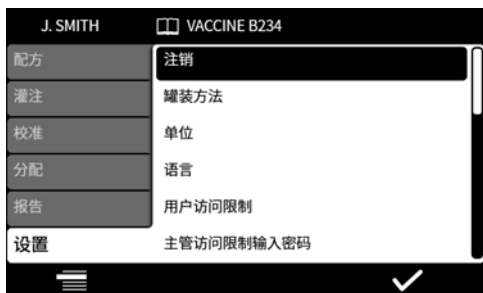 J. SMITH VACCINE B234
配方
灌注
校准
分配
报告
设置
注销
罐装方法
单位
语言
用户访问限制
主管访问限制输入密码